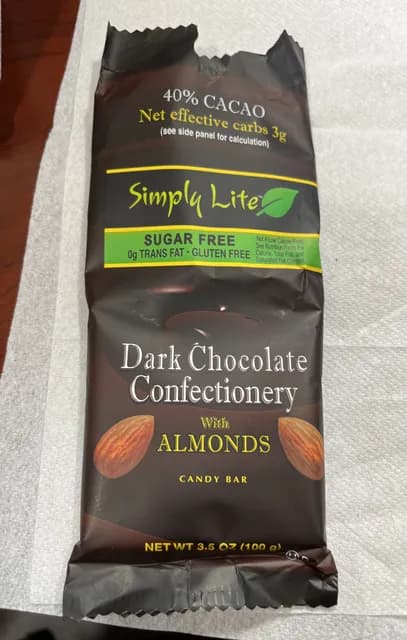 40% CACAO
Net effective carbs 3g
(see side panel for calculation)
Simply Lite
SUGAR FREE
0g TRANS FAT • GLUTEN FREE
Dark Chocolate
Confectionery
With
ALMONDS
CANDY BAR
NET WT 3.5 OZ (100 g)